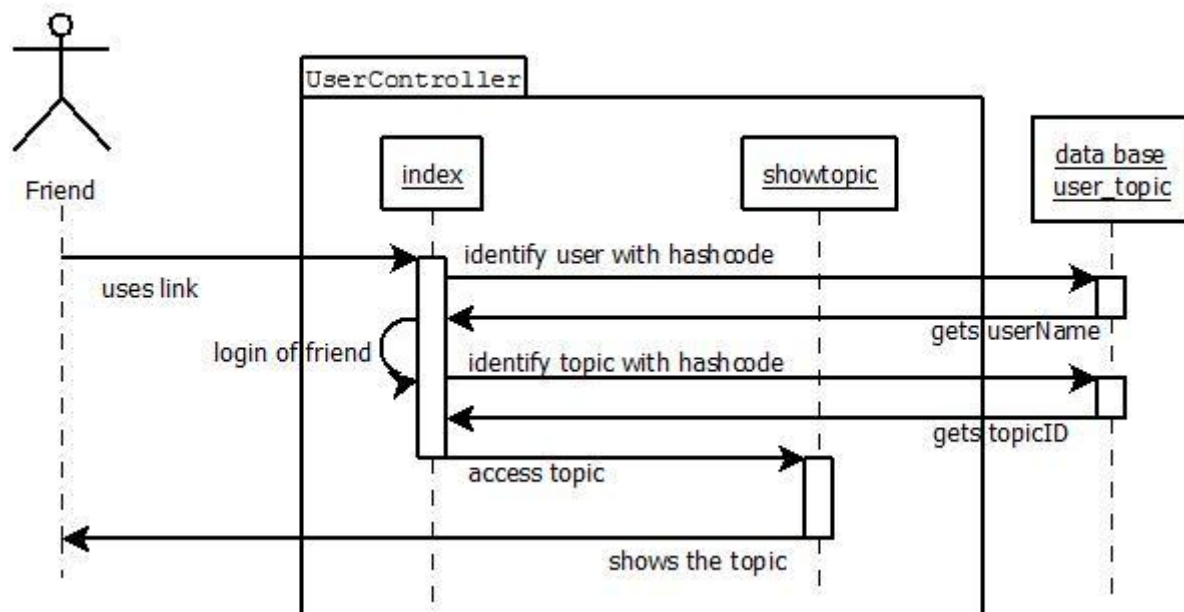 UserController
index
showtopic
data base
user_topic
Friend
identify user with hashcode
uses link
gets userName
login of friend
identify topic with hashcode
gets topicID
access topic
shows the topic